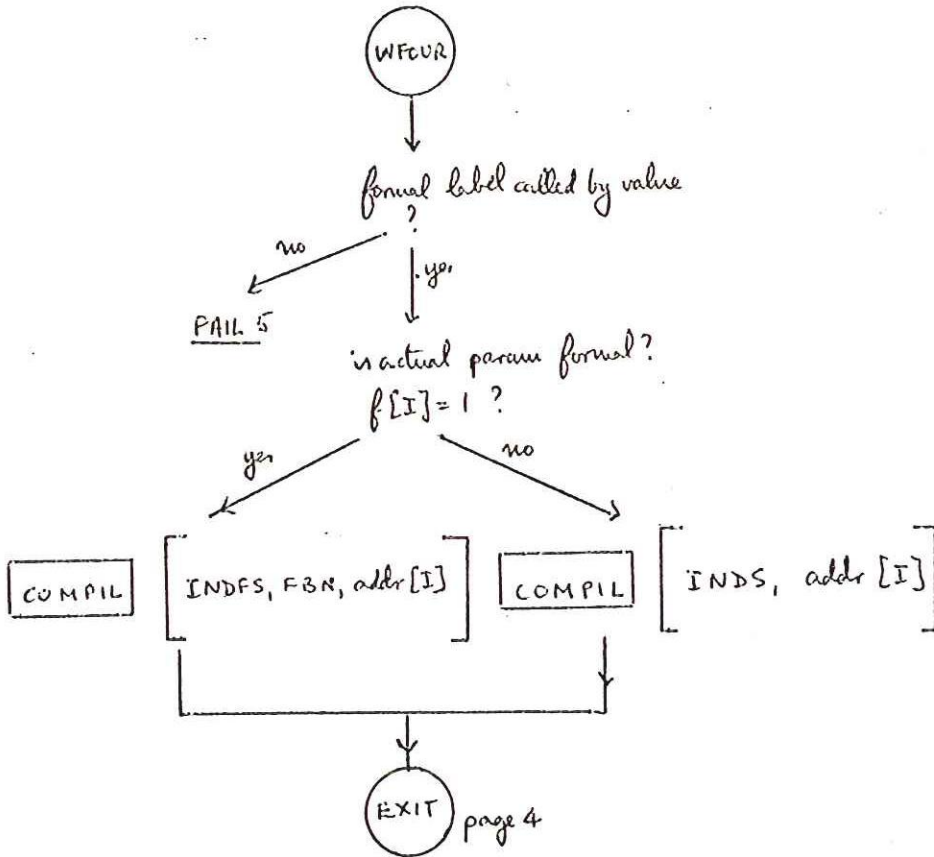 WFOUR
formal label called by value
?
no
yes
FAIL 5
is actual param formal?
f[I] = 1 ?
yes
no
COMPIL
INDFS, FBN, addr [I]
COMPIL
INDS, addr [I]
EXIT
page 4